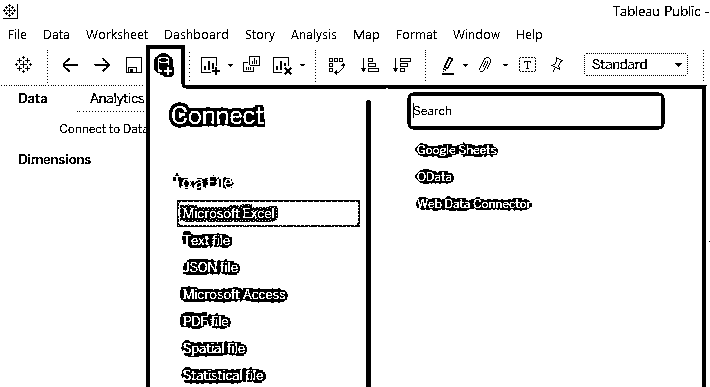 Tableau Public -
File Data Worksheet Dashboard Story Analysis Map Format Window Help
Standard
Data Analytics
Connect to Data
Dimensions
Connect
Microsoft Excel
Text file
JSON file
Microsoft Access
PDF file
Spatial file
Statistical file
Search
Google Sheets
OData
Web Data Connector